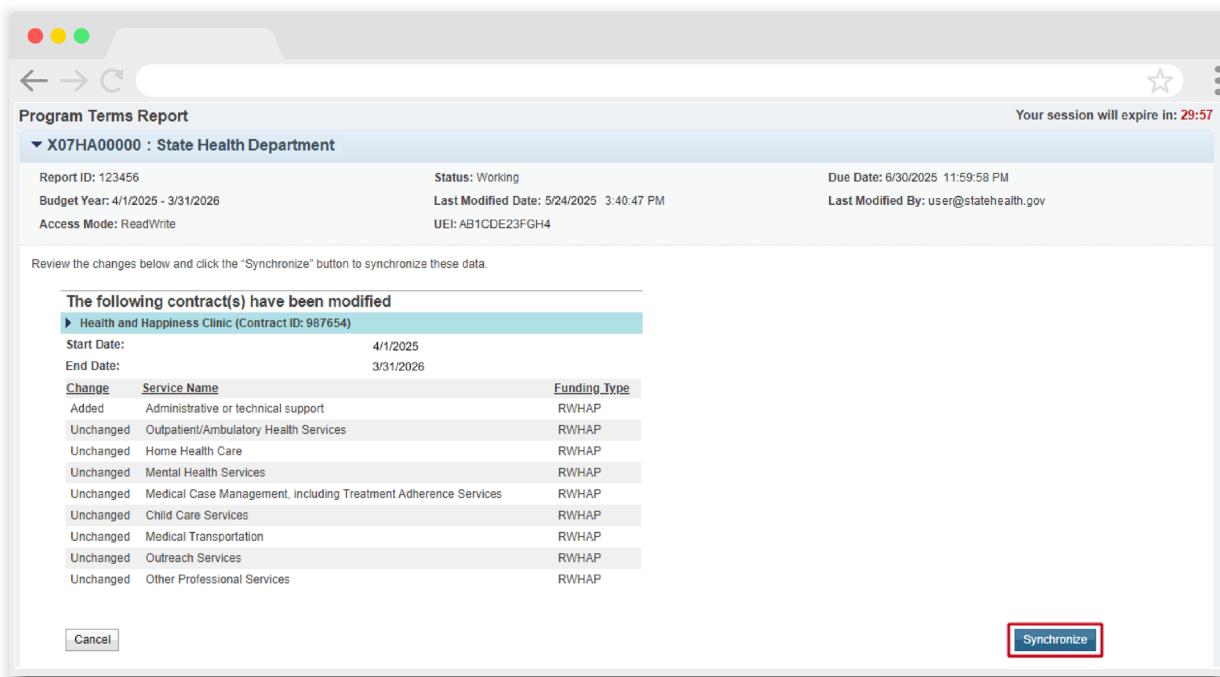 Program Terms Report Your session will expire in: 29:57
X07HA00000 : State Health Department
Report ID: 123456 Status: Working Due Date: 6/30/2025 11:59:58 PM
Budget Year: 4/1/2025 - 3/31/2026 Last Modified Date: 5/24/2025 3:40:47 PM Last Modified By: user@statehealth.gov
Access Mode: ReadWrite UEI: AB1CDE23FGH4
Review the changes below and click the “Synchronize” button to synchronize these data.
The following contract(s) have been modified
Health and Happiness Clinic (Contract ID: 987654)
Start Date: 4/1/2025
End Date: 3/31/2026
Change Service Name Funding Type
Added Administrative or technical support RWHAP
Unchanged Outpatient/Ambulatory Health Services RWHAP
Unchanged Home Health Care RWHAP
Unchanged Mental Health Services RWHAP
Unchanged Medical Case Management, including Treatment Adherence Services RWHAP
Unchanged Child Care Services RWHAP
Unchanged Medical Transportation RWHAP
Unchanged Outreach Services RWHAP
Unchanged Other Professional Services RWHAP
Cancel Synchronize